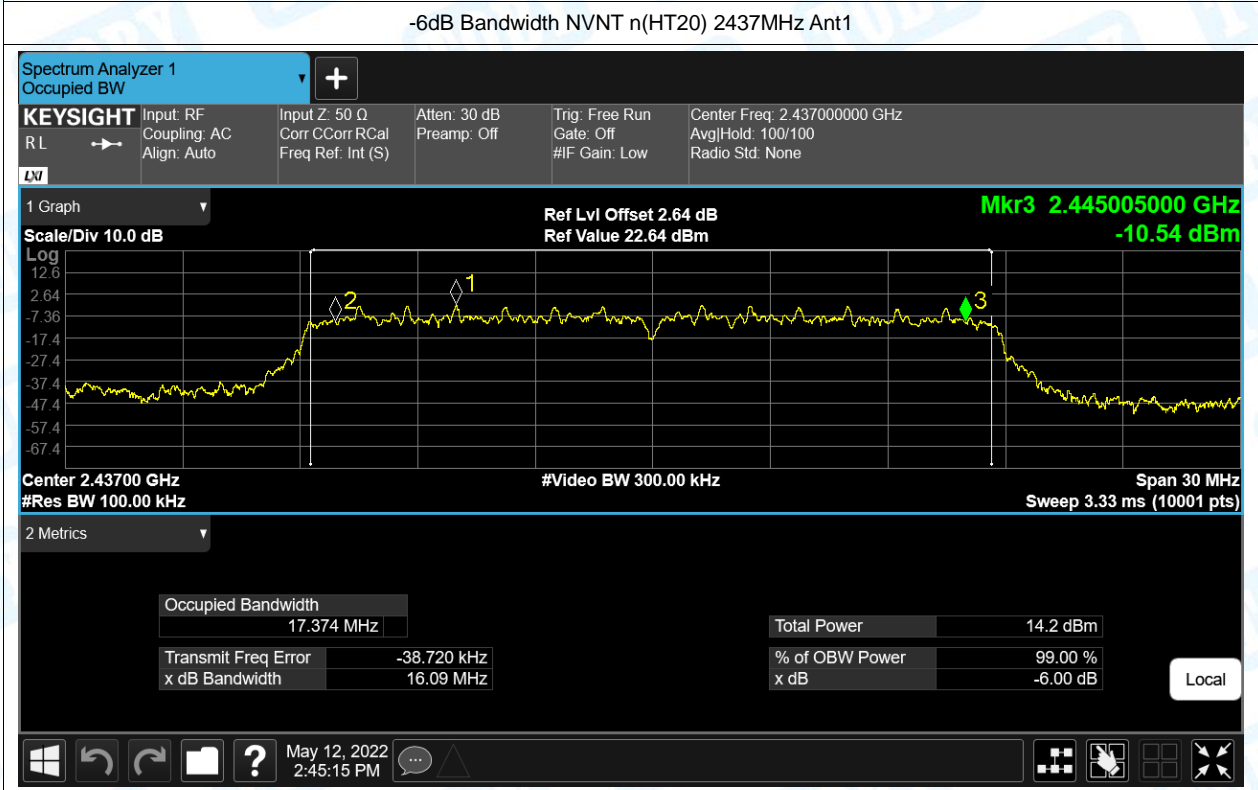 -6dB Bandwidth NVNT n(HT20) 2437MHz Ant1
Spectrum Analyzer 1
Occupied BW
KEYSIGHT
R L
LXI
Input: RF
Coupling: AC
Align: Auto
Input Z: 50 Ω
Corr CCorr RCal
Freq Ref: Int (S)
Atten: 30 dB
Preamp: Off
Trig: Free Run
Gate: Off
#IF Gain: Low
Center Freq: 2.437000000 GHz
Avg|Hold: 100/100
Radio Std: None
1 Graph
Scale/Div 10.0 dB
Ref Lvl Offset 2.64 dB
Ref Value 22.64 dBm
Mkr3 2.445005000 GHz
-10.54 dBm
Log
12.6
2.64
-7.36
-17.4
-27.4
-37.4
-47.4
-57.4
-67.4
2
1
3
Center 2.43700 GHz
#Video BW 300.00 kHz
Span 30 MHz
#Res BW 100.00 kHz
Sweep 3.33 ms (10001 pts)
2 Metrics
Occupied Bandwidth
17.374 MHz
Transmit Freq Error -38.720 kHz
x dB Bandwidth 16.09 MHz
Total Power 14.2 dBm
% of OBW Power 99.00 %
x dB -6.00 dB
Local
?
May 12, 2022
2:45:15 PM